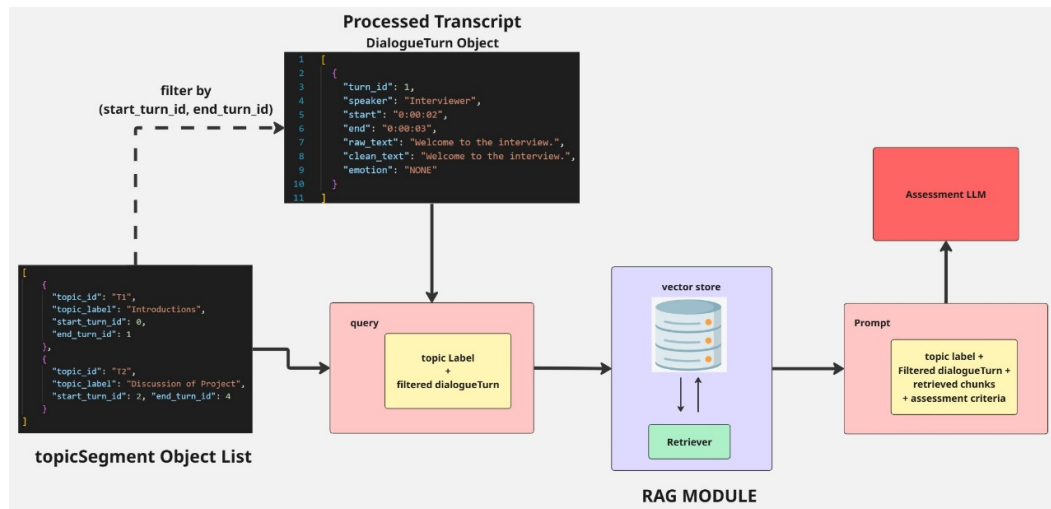 Processed Transcript
DialogueTurn Object
1 [
2 {
3 "turn_id": 1,
4 "speaker": "Interviewer",
5 "start": "0:00:02",
6 "end": "0:00:03",
7 "raw_text": "Welcome to the interview.",
8 "clean_text": "Welcome to the interview.",
9 "emotion": "NONE"
10 }
11 ]
filter by
(start_turn_id, end_turn_id)
[
{
"topic_id": "T1",
"topic_label": "Introductions",
"start_turn_id": 0,
"end_turn_id": 1
},
{
"topic_id": "T2",
"topic_label": "Discussion of Project",
"start_turn_id": 2, "end_turn_id": 4
}
]
topicSegment Object List
query
topic Label
+
filtered dialogueTurn
vector store
Retriever
RAG MODULE
Prompt
topic label +
Filtered dialogueTurn +
retrieved chunks
+ assessment criteria
Assessment LLM